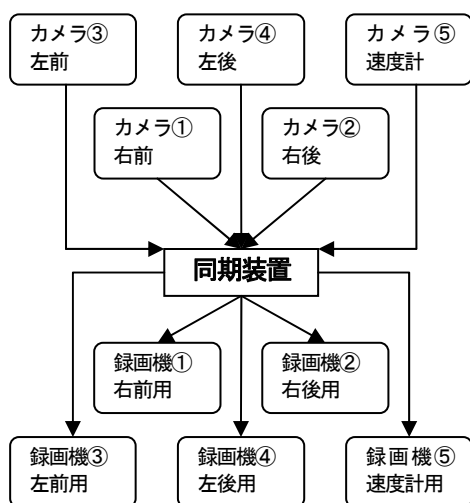 カメラ③
左前
カメラ④
左後
カメラ⑤
速度計
カメラ①
右前
カメラ②
右後
同期装置
録画機①
右前用
録画機②
右後用
録画機③
左前用
録画機④
左後用
録画機⑤
速度計用